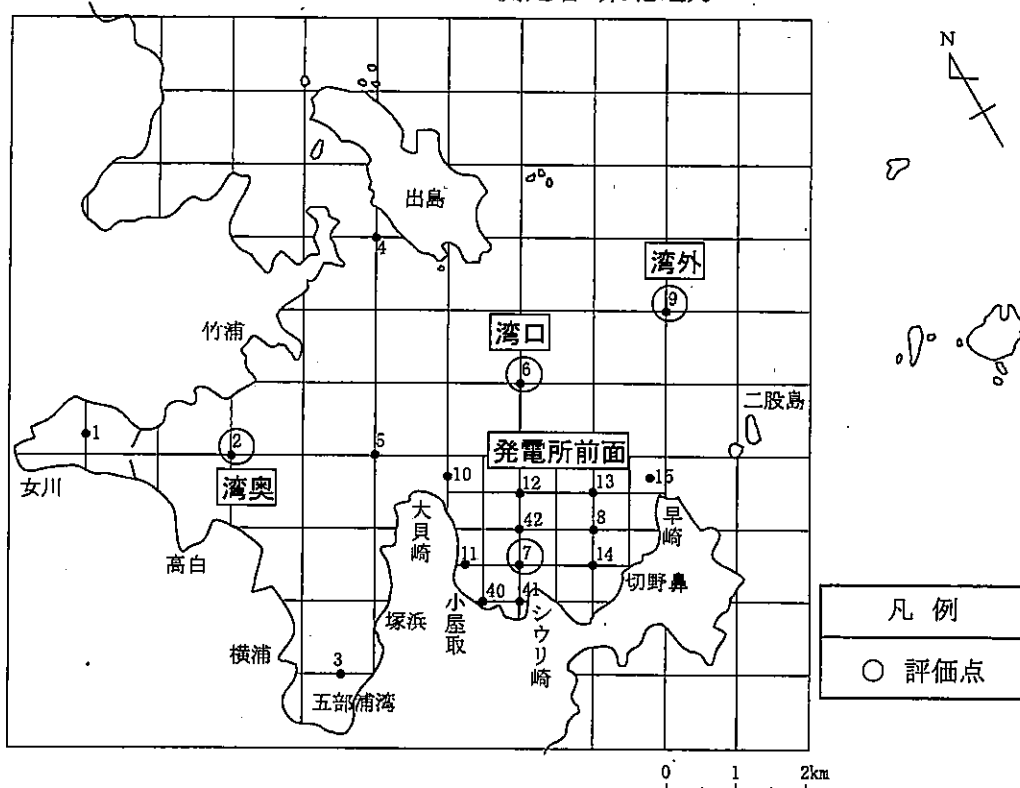 N
出島
4
湾外
9
湾口
6
竹浦
二股島
1
2
5
発電所前面
女川
湾奥
10
12
13
15
大貝崎
42
8
早崎
高白
11
7
14
切野鼻
40
41
小屋取
塚浜
シウリ崎
横浦
3
五部浦湾
凡例
○ 評価点
0 1 2km